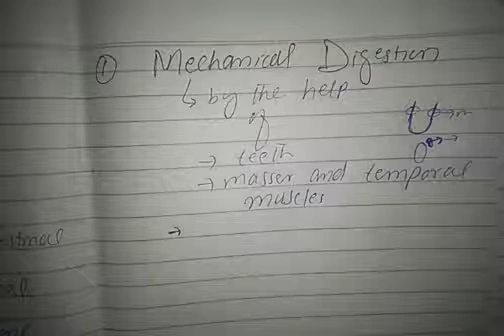 ① Mechanical Digestion
↳ by the help
of
→ teeth
→ masser and temporal
muscles
→